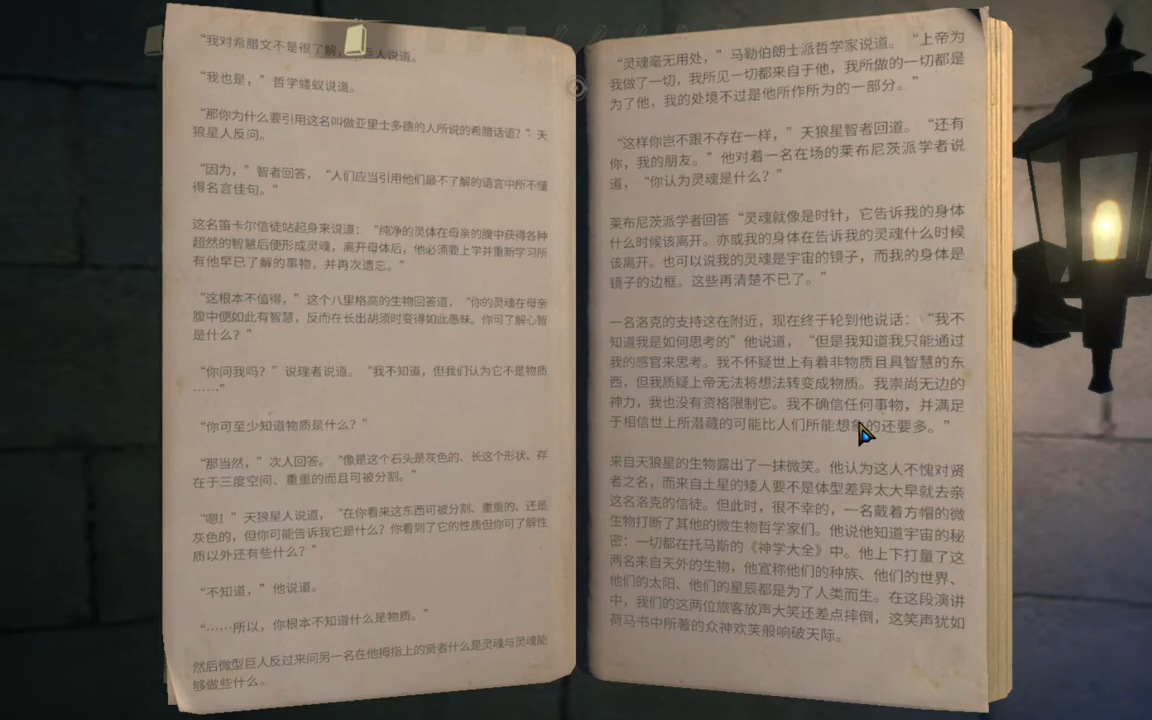 “我对希腊文不是很了解，”巨人说道。
“我也是，”哲学蝼蚁说道。
“那你为什么要引用这名叫做亚里士多德的人所说的希腊话语？”天
狼星人反问。
“因为，”智者回答，“人们应当引用他们最不了解的语言中所不懂
得名言佳句。”
这名笛卡尔信徒站起身来说道：“纯净的灵体在母亲的腹中获得各种
超然的智慧后便形成灵魂，离开母体后，他必须要上学并重新学习所
有他早已了解的事物，并再次遗忘。”
“这根本不值得，”这个八里格高的生物回答道，“你的灵魂在母亲
腹中便如此有智慧，反而在长出胡须时变得如此愚昧。你可了解心智
是什么？”
“你问我吗？”说理者说道。“我不知道，但我们认为它不是物质
……”
“你可至少知道物质是什么？”
“那当然，”次人回答。“像是这个石头是灰色的、长这个形状、存
在于三度空间、重重的而且可被分割。”
“嗯！”天狼星人说道，“在你看来这东西可被分割、重重的、还是
灰色的，但你可能告诉我它是什么？你看到了它的性质但你可了解性
质以外还有些什么？”
“不知道，”他说道。
“……所以，你根本不知道什么是物质。”
然后微型巨人反过来问另一名在他拇指上的贤者什么是灵魂与灵魂能
够做些什么。
“灵魂毫无用处，”马勒伯朗士派哲学家说道。“上帝为
我做了一切，我所见一切都来自于他，我所做的一切都是
为了他，我的处境不过是他所作所为的一部分。”
“这样你岂不跟不存在一样，”天狼星智者回道。“还有
你，我的朋友。”他对着一名在场的莱布尼茨派学者说
道，“你认为灵魂是什么？”
莱布尼茨派学者回答“灵魂就像是时针，它告诉我的身体
什么时候该离开。亦或我的身体在告诉我的灵魂什么时候
该离开。也可以说我的灵魂是宇宙的镜子，而我的身体是
镜子的边框。这些再清楚不已了。”
一名洛克的支持这在附近，现在终于轮到他说话：“我不
知道我是如何思考的”他说道，“但是我知道我只能通过
我的感官来思考。我不怀疑世上有着非物质且具智慧的东
西，但我质疑上帝无法将想法转变成物质。我崇尚无边的
神力，我也没有资格限制它。我不确信任何事物，并满足
于相信世上所潜藏的可能比人们所能想象的还要多。”
来自天狼星的生物露出了一抹微笑。他认为这人不愧对贤
者之名，而来自土星的矮人要不是体型差异太大早就去亲
这名洛克的信徒。但此时，很不幸的，一名戴着方帽的微
生物打断了其他的微生物哲学家们。他说他知道宇宙的秘
密：一切都在托马斯的《神学大全》中。他上下打量了这
两名来自天外的生物，他宣称他们的种族、他们的世界、
他们的太阳、他们的星辰都是为了人类而生。在这段演讲
中，我们的这两位旅客放声大笑还差点摔倒，这笑声犹如
荷马书中所著的众神欢笑般响破天际。